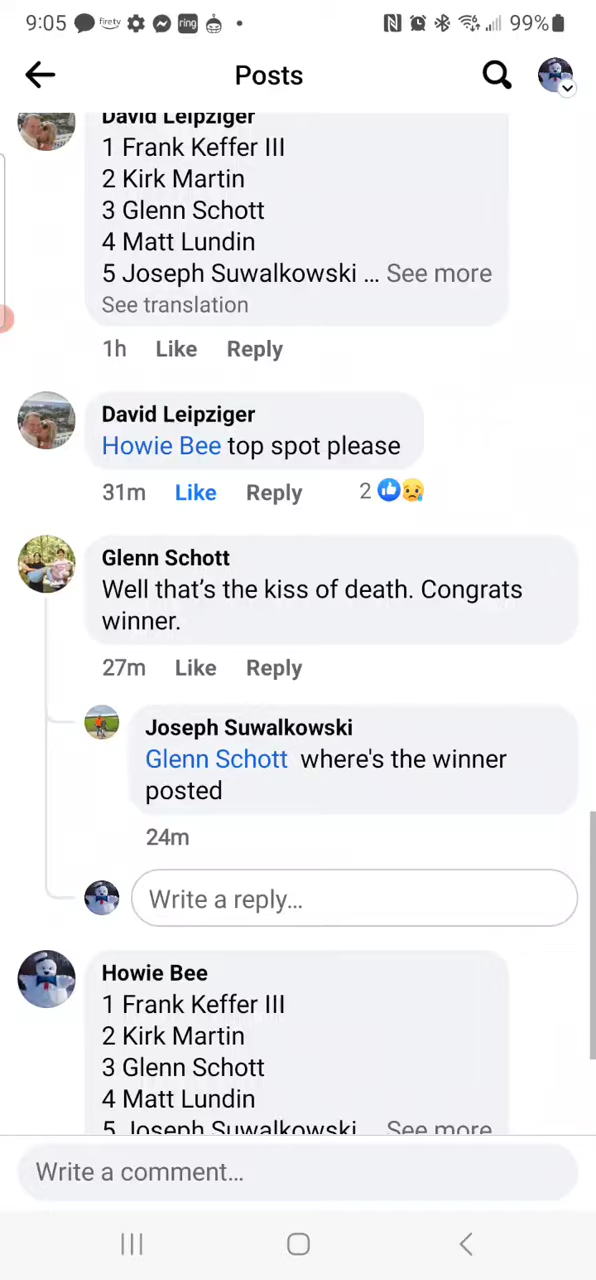 9:05 firetv ring 99%
Posts
David Leipziger
1 Frank Keffer III
2 Kirk Martin
3 Glenn Schott
4 Matt Lundin
5 Joseph Suwalkowski ... See more
See translation
1h Like Reply
David Leipziger
Howie Bee top spot please
31m Like Reply 2
Glenn Schott
Well that's the kiss of death. Congrats
winner.
27m Like Reply
Joseph Suwalkowski
Glenn Schott where's the winner
posted
24m
Write a reply...
Howie Bee
1 Frank Keffer III
2 Kirk Martin
3 Glenn Schott
4 Matt Lundin
5 Joseph Suwalkowski ... See more
Write a comment...